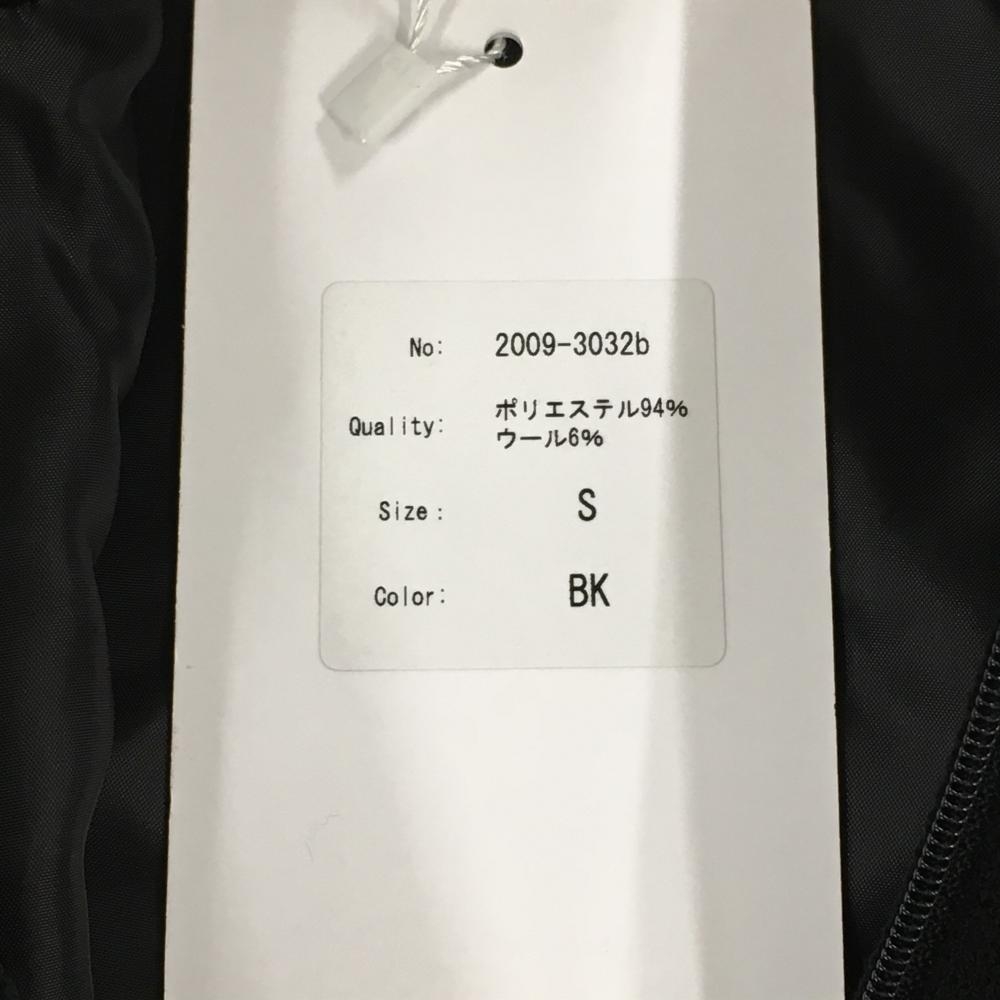 No: 2009-3032b
Quality: ポリエステル94%
ウール6%
Size: S
Color: BK